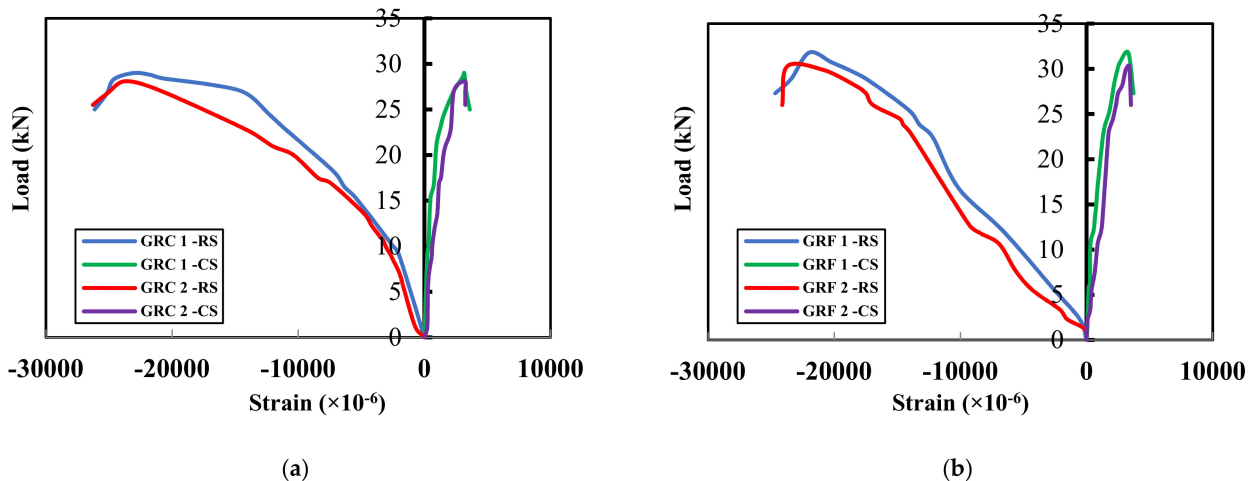 35
30
25
20
15
10
5
0
Load (kN)
GRC 1 -RS
GRC 1 -CS
GRC 2 -RS
GRC 2 -CS
-30000 -20000 -10000 0 10000
Strain (×10⁻⁶)
(a)
35
30
25
20
15
10
5
0
Load (kN)
GRF 1 -RS
GRF 1 -CS
GRF 2 -RS
GRF 2 -CS
-30000 -20000 -10000 0 10000
Strain (×10⁻⁶)
(b)